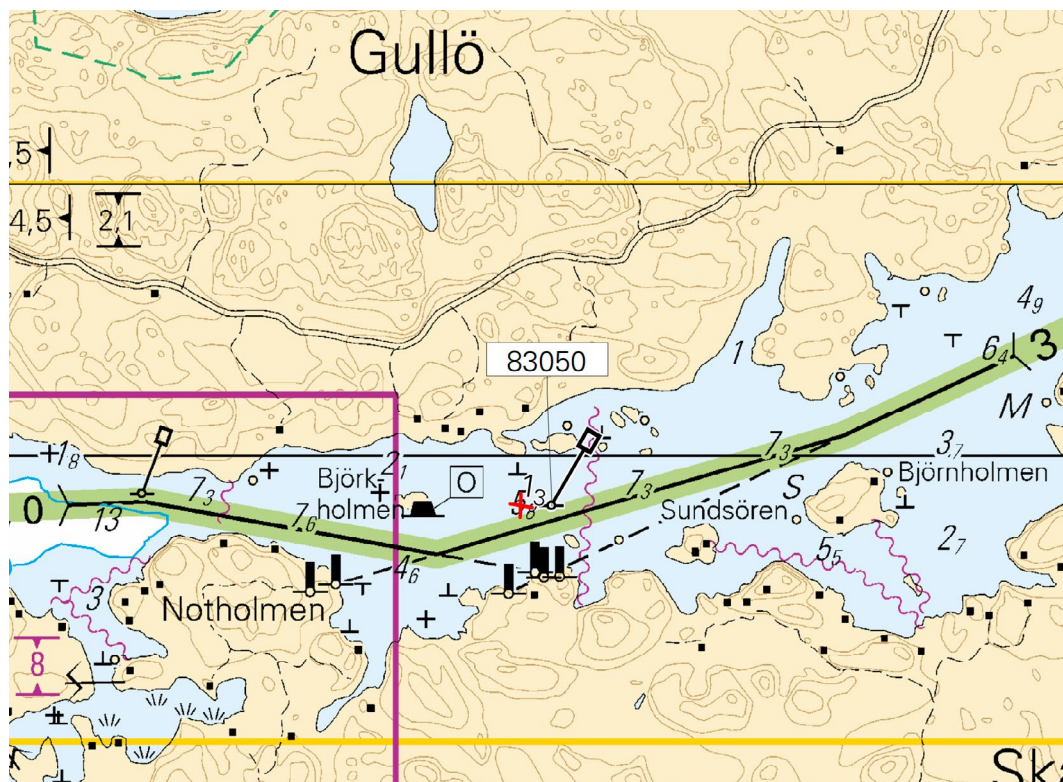 Gullö
,5
4,5
2,1
83050
1
4₉
6₄
3
M
1₈
2₁
Björk-
holmen
O
1₃
5₈
7₃
7₃
3₇
Björnholmen
S
Sundsören
0
13
7₃
7₆
4₆
5₅
2₇
3
Notholmen
8
Sk